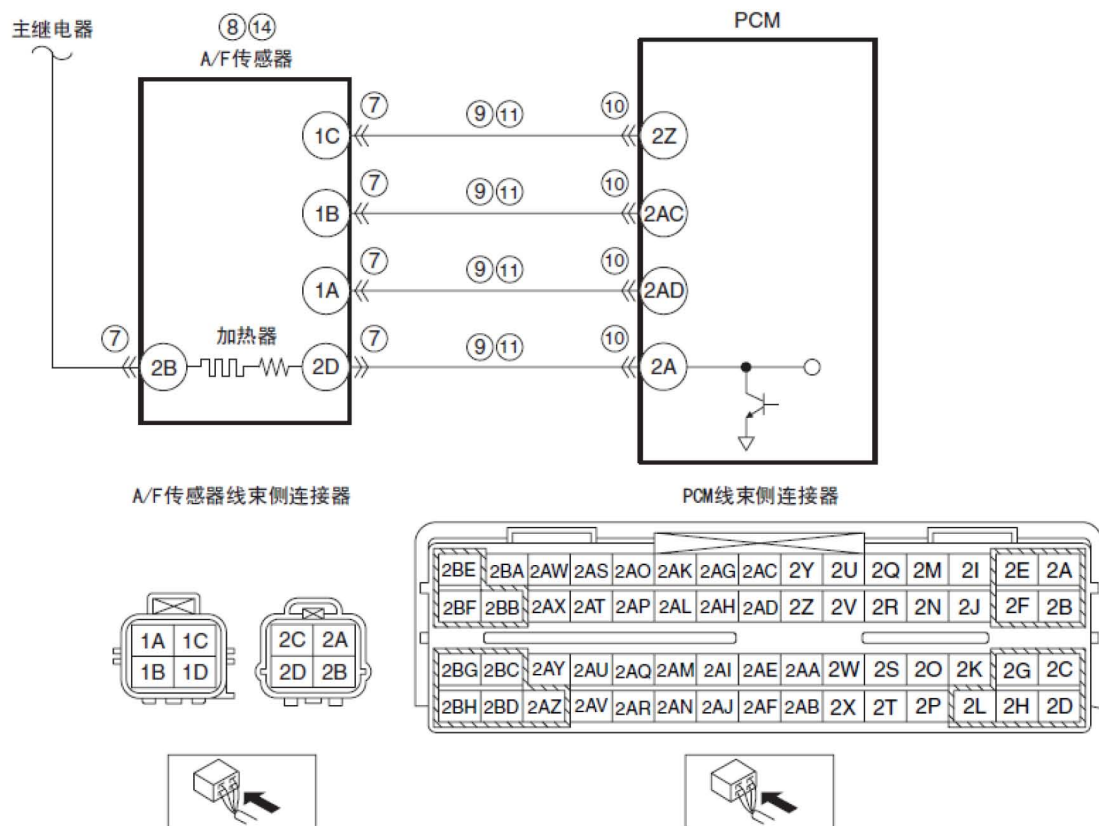 主继电器
⑧⑭
A/F传感器
PCM
1C ⑦ ⑨⑪ ⑩ 2Z
1B ⑦ ⑨⑪ ⑩ 2AC
1A ⑦ ⑨⑪ ⑩ 2AD
加热器
⑦ 2B 2D ⑦ ⑨⑪ ⑩ 2A
A/F传感器线束侧连接器
PCM线束侧连接器
1A 1C
1B 1D
2C 2A
2D 2B
2BE 2BA 2AW 2AS 2AO 2AK 2AG 2AC 2Y 2U 2Q 2M 2I 2E 2A
2BF 2BB 2AX 2AT 2AP 2AL 2AH 2AD 2Z 2V 2R 2N 2J 2F 2B
2BG 2BC 2AY 2AU 2AQ 2AM 2AI 2AE 2AA 2W 2S 2O 2K 2G 2C
2BH 2BD 2AZ 2AV 2AR 2AN 2AJ 2AF 2AB 2X 2T 2P 2L 2H 2D